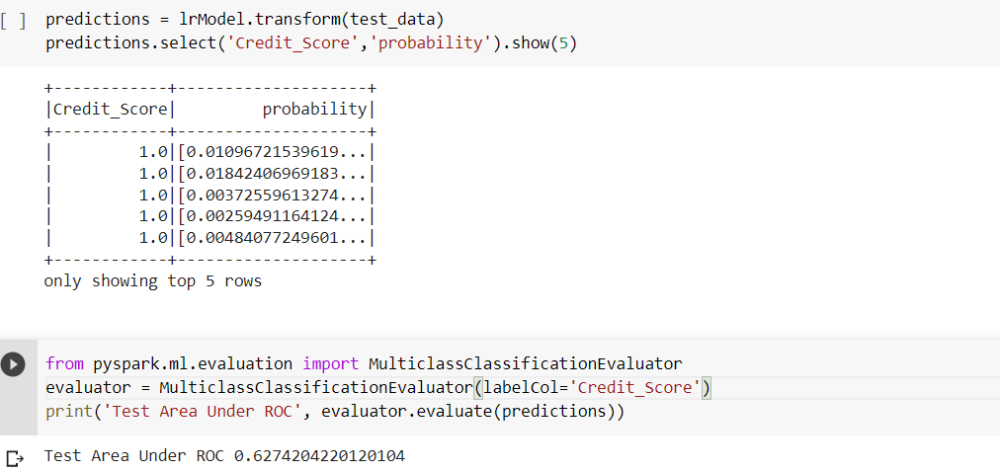 [ ] predictions = lrModel.transform(test_data)
predictions.select('Credit_Score','probability').show(5)
+------------+--------------------+
|Credit_Score|         probability|
+------------+--------------------+
|         1.0|[0.01096721539619...|
|         1.0|[0.01842406969183...|
|         1.0|[0.00372559613274...|
|         1.0|[0.00259491164124...|
|         1.0|[0.00484077249601...|
+------------+--------------------+
only showing top 5 rows
from pyspark.ml.evaluation import MulticlassClassificationEvaluator
evaluator = MulticlassClassificationEvaluator(labelCol='Credit_Score')
print('Test Area Under ROC', evaluator.evaluate(predictions))
Test Area Under ROC 0.6274204220120104